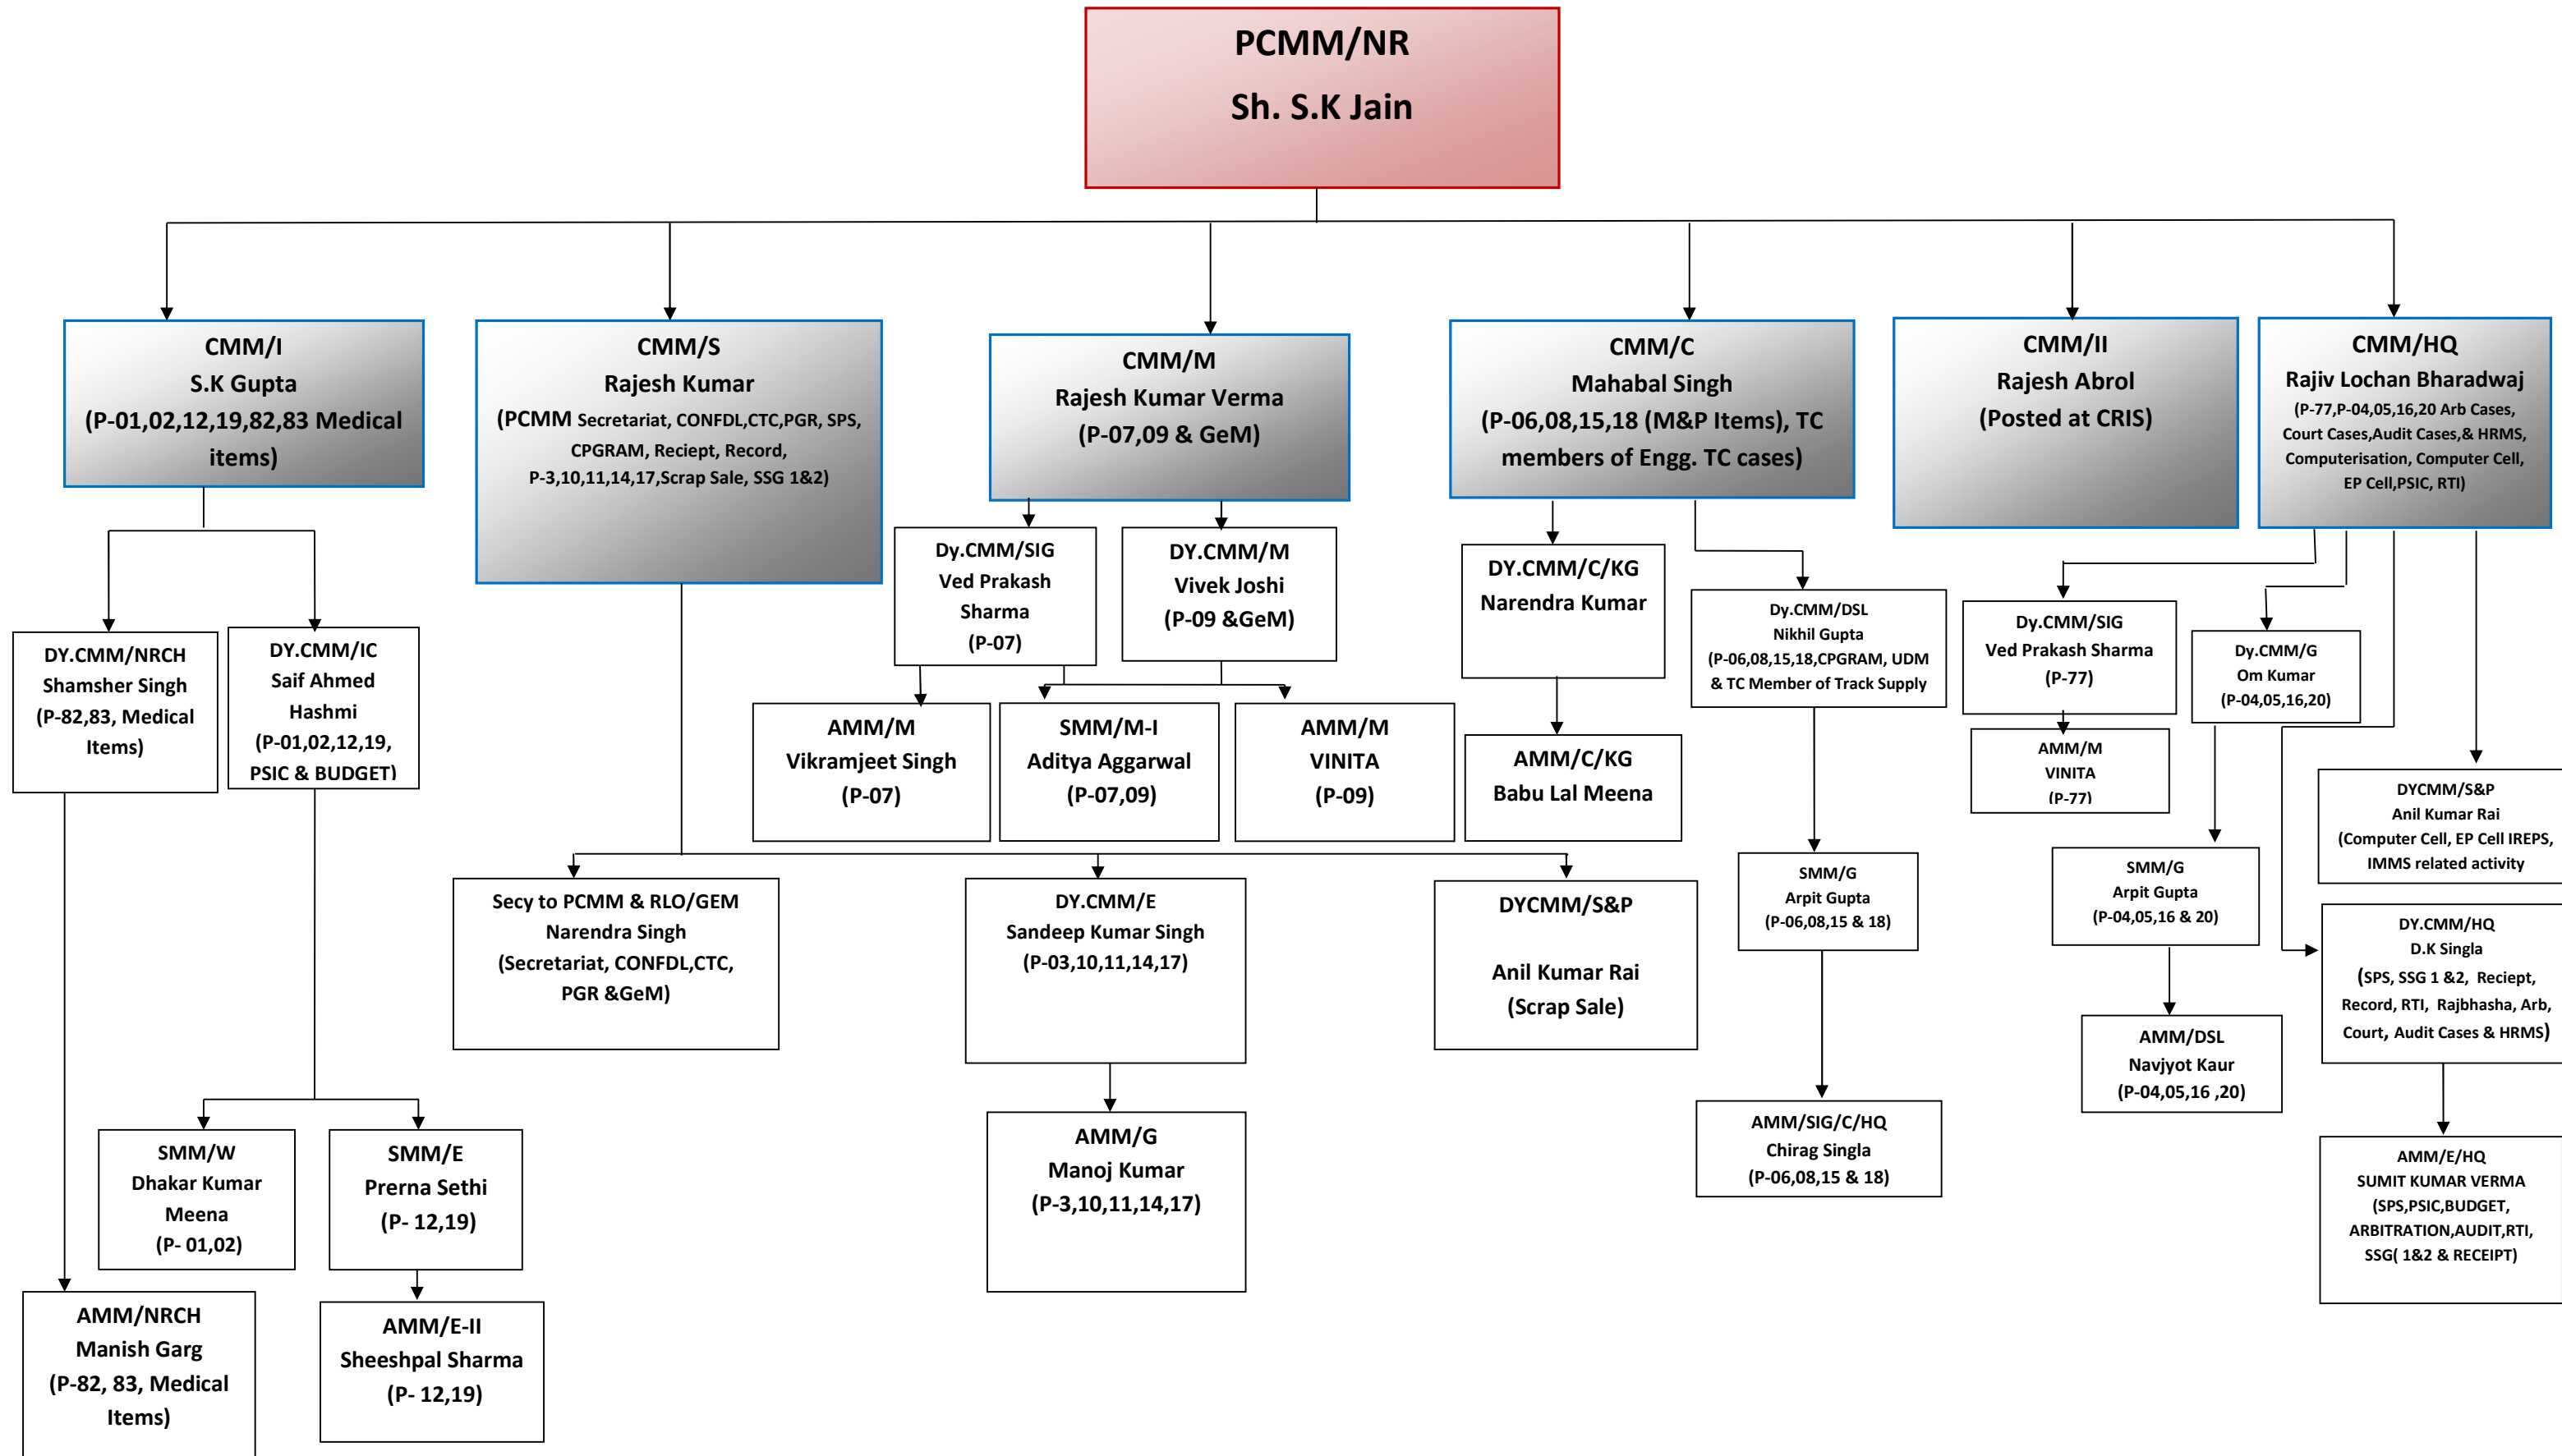 PCMM/NR
Sh. S.K Jain
CMM/I
S.K Gupta
(P-01,02,12,19,82,83 Medical
items)
CMM/S
Rajesh Kumar
(PCMM Secretariat, CONFDL,CTC,PGR, SPS,
CPGRAM, Reciept, Record,
P-3,10,11,14,17,Scrap Sale, SSG 1&2)
CMM/M
Rajesh Kumar Verma
(P-07,09 & GeM)
CMM/C
Mahabal Singh
(P-06,08,15,18 (M&P Items), TC
members of Engg. TC cases)
CMM/II
Rajesh Abrol
(Posted at CRIS)
CMM/HQ
Rajiv Lochan Bharadwaj
(P-77,P-04,05,16,20 Arb Cases,
Court Cases,Audit Cases,& HRMS,
Computerisation, Computer Cell,
EP Cell,PSIC, RTI)
DY.CMM/NRCH
Shamsher Singh
(P-82,83, Medical
Items)
DY.CMM/IC
Saif Ahmed
Hashmi
(P-01,02,12,19,
PSIC & BUDGET)
Dy.CMM/SIG
Ved Prakash
Sharma
(P-07)
DY.CMM/M
Vivek Joshi
(P-09 &GeM)
DY.CMM/C/KG
Narendra Kumar
Dy.CMM/DSL
Nikhil Gupta
(P-06,08,15,18,CPGRAM, UDM
& TC Member of Track Supply
Dy.CMM/SIG
Ved Prakash Sharma
(P-77)
Dy.CMM/G
Om Kumar
(P-04,05,16,20)
AMM/M
Vikramjeet Singh
(P-07)
SMM/M-I
Aditya Aggarwal
(P-07,09)
AMM/M
VINITA
(P-09)
AMM/C/KG
Babu Lal Meena
AMM/M
VINITA
(P-77)
DYCMM/S&P
Anil Kumar Rai
(Computer Cell, EP Cell IREPS,
IMMS related activity
Secy to PCMM & RLO/GEM
Narendra Singh
(Secretariat, CONFDL,CTC,
PGR &GeM)
DY.CMM/E
Sandeep Kumar Singh
(P-03,10,11,14,17)
DYCMM/S&P
Anil Kumar Rai
(Scrap Sale)
SMM/G
Arpit Gupta
(P-06,08,15 & 18)
SMM/G
Arpit Gupta
(P-04,05,16 & 20)
DY.CMM/HQ
D.K Singla
(SPS, SSG 1 &2, Reciept,
Record, RTI, Rajbhasha, Arb,
Court, Audit Cases & HRMS)
AMM/DSL
Navjyot Kaur
(P-04,05,16 ,20)
SMM/W
Dhakar Kumar
Meena
(P- 01,02)
SMM/E
Prerna Sethi
(P- 12,19)
AMM/G
Manoj Kumar
(P-3,10,11,14,17)
AMM/SIG/C/HQ
Chirag Singla
(P-06,08,15 & 18)
AMM/E/HQ
SUMIT KUMAR VERMA
(SPS,PSIC,BUDGET,
ARBITRATION,AUDIT,RTI,
SSG( 1&2 & RECEIPT)
AMM/NRCH
Manish Garg
(P-82, 83, Medical
Items)
AMM/E-II
Sheeshpal Sharma
(P- 12,19)